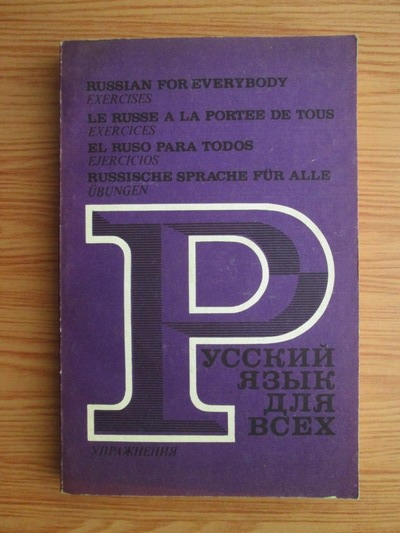 RUSSIAN FOR EVERYBODY
EXERCISES
LE RUSSE A LA PORTEE DE TOUS
EXERCICES
EL RUSO PARA TODOS
EJERCICIOS
RUSSISCHE SPRACHE FÜR ALLE
ÜBUNGEN
РУССКИЙ
ЯЗЫК
ДЛЯ
ВСЕХ
УПРАЖНЕНИЯ